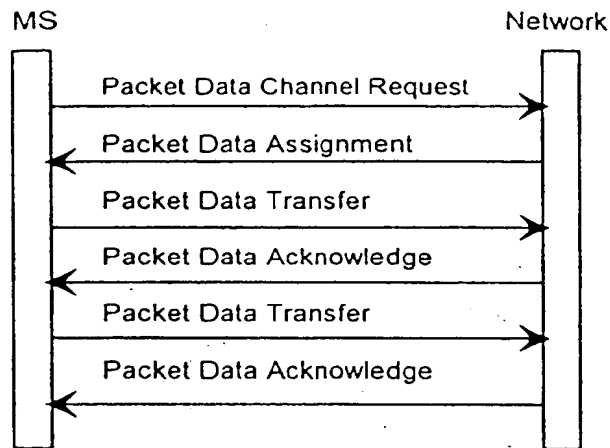 MS
Network
Packet Data Channel Request
Packet Data Assignment
Packet Data Transfer
Packet Data Acknowledge
Packet Data Transfer
Packet Data Acknowledge